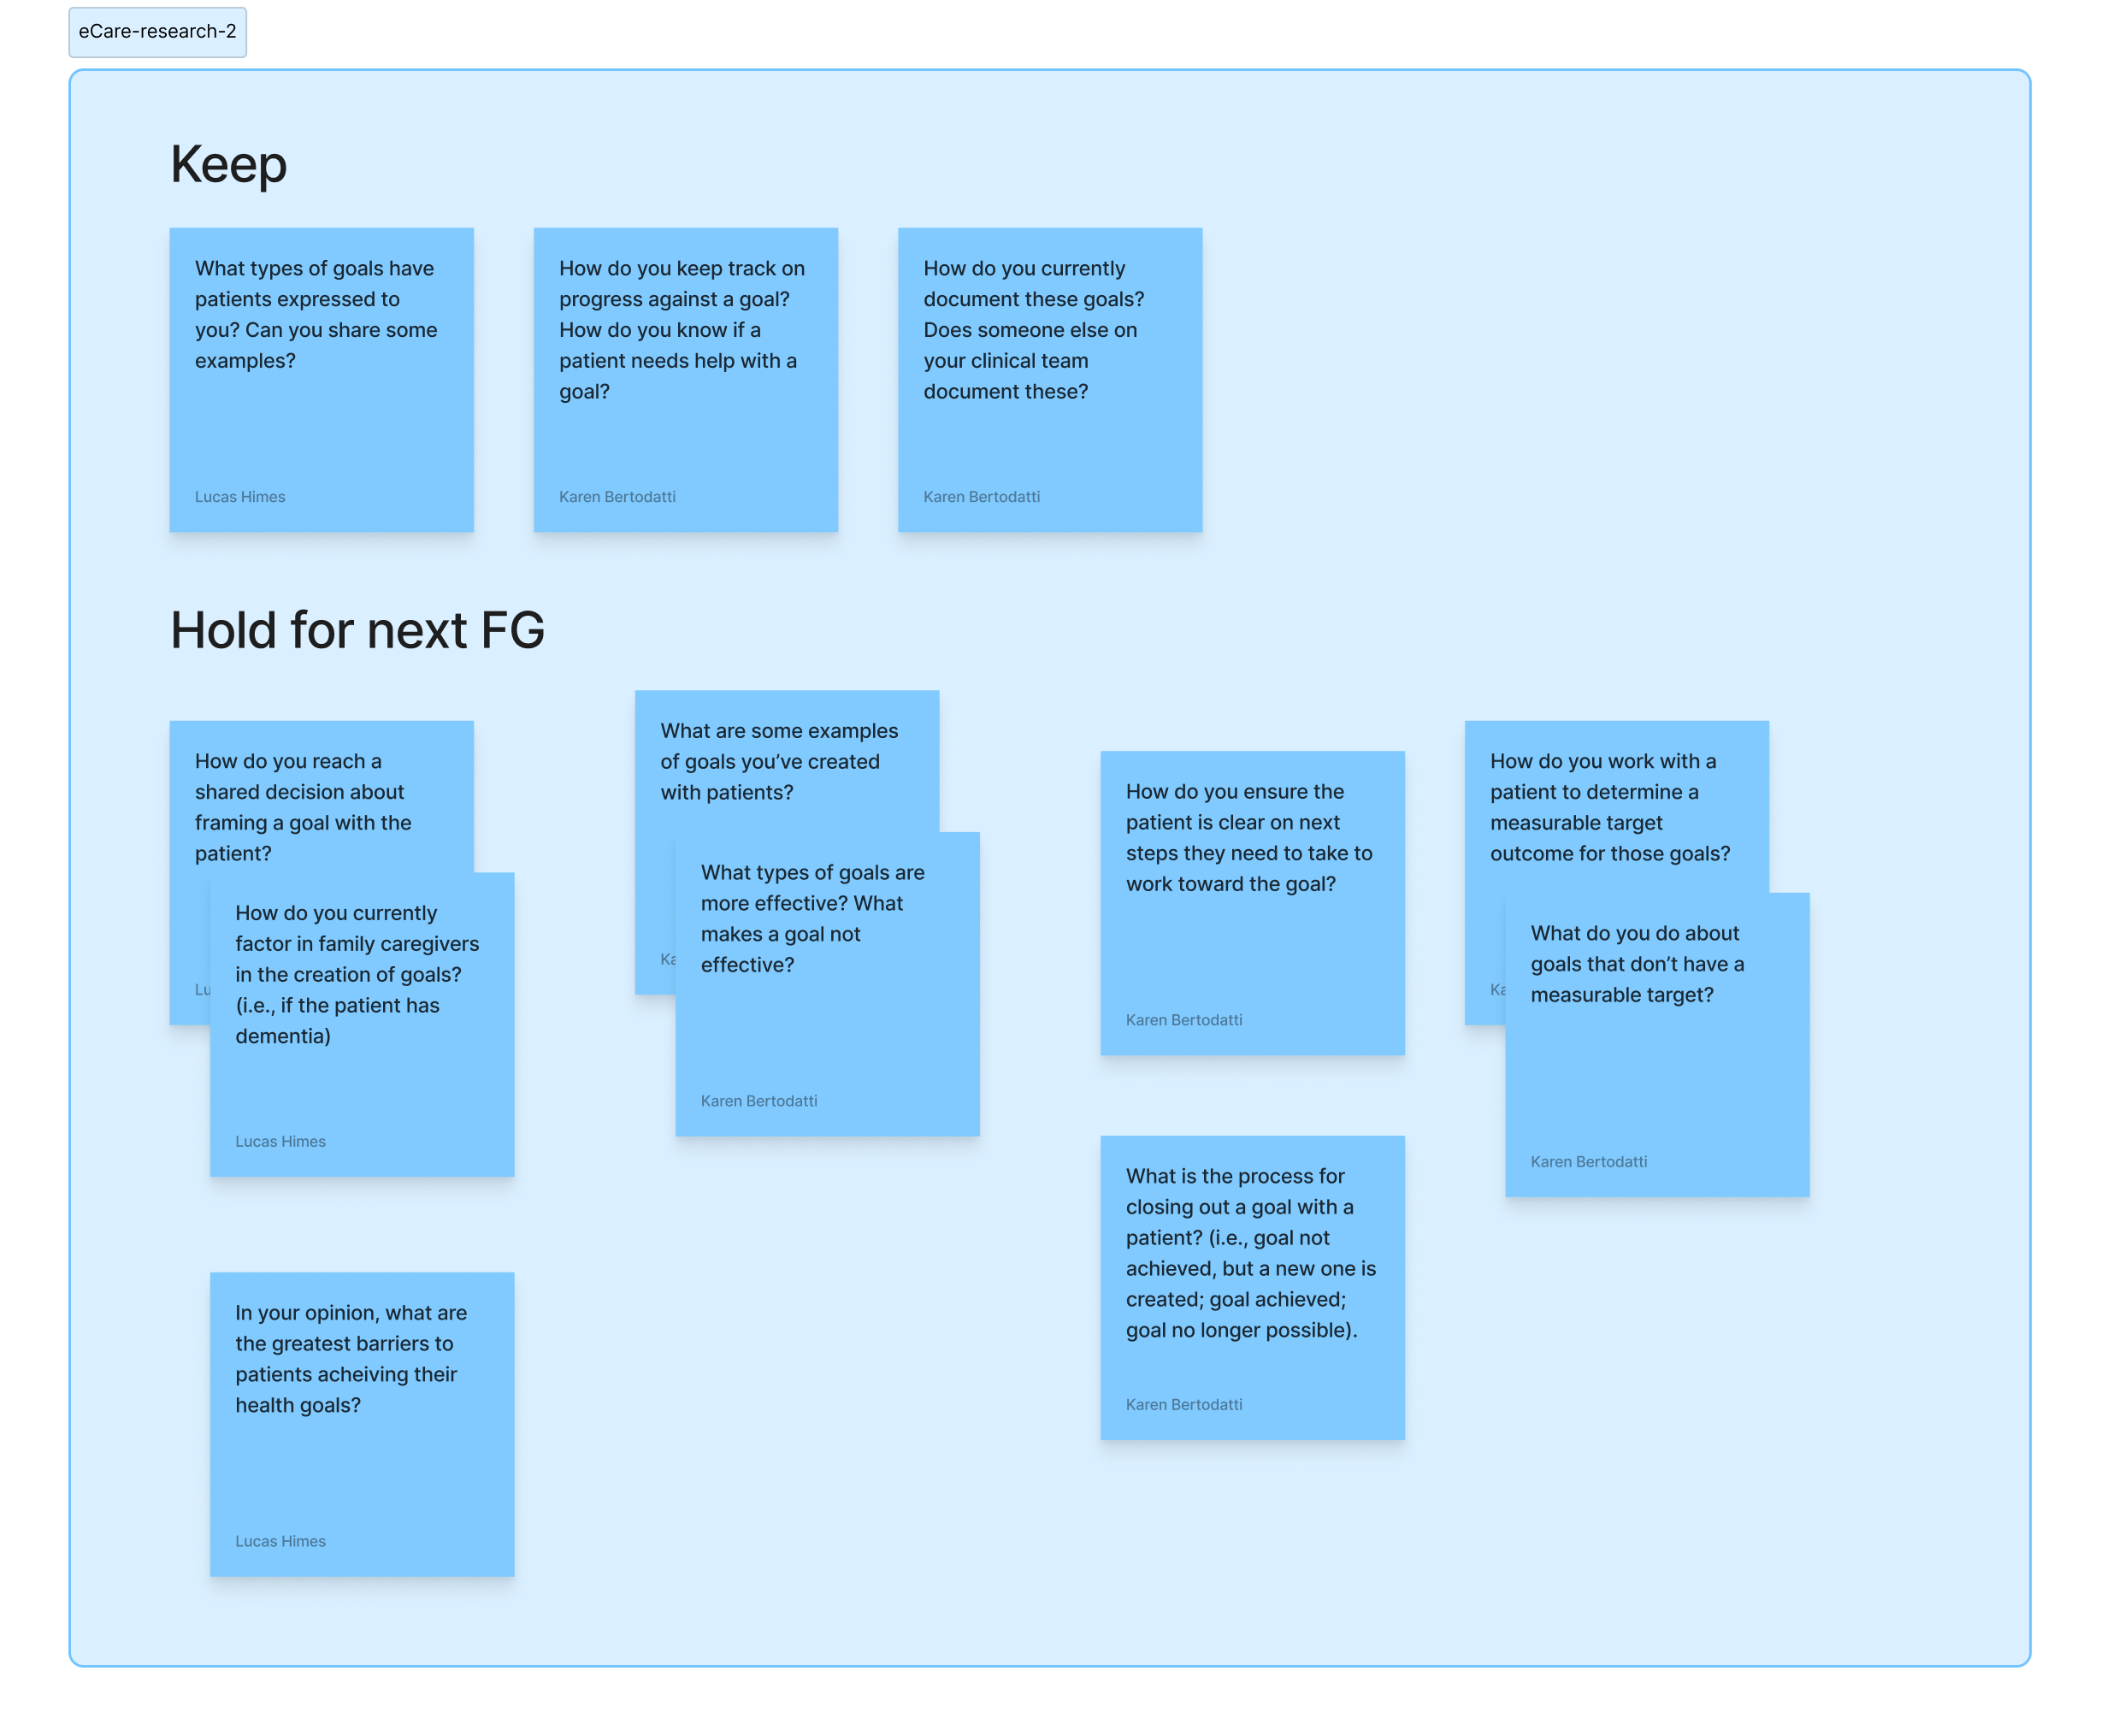 eCare-research-2
Keep
What types of goals have
patients expressed to
you? Can you share some
examples?
Lucas Himes
How do you keep track on
progress against a goal?
How do you know if a
patient needs help with a
goal?
Karen Bertodatti
How do you currently
document these goals?
Does someone else on
your clinical team
document these?
Karen Bertodatti
Hold for next FG
How do you reach a
shared decision about
framing a goal with the
patient?
Lu
How do you currently
factor in family caregivers
in the creation of goals?
(i.e., if the patient has
dementia)
Lucas Himes
In your opinion, what are
the greatest barriers to
patients acheiving their
health goals?
Lucas Himes
What are some examples
of goals you’ve created
with patients?
Ka
What types of goals are
more effective? What
makes a goal not
effective?
Karen Bertodatti
How do you ensure the
patient is clear on next
steps they need to take to
work toward the goal?
Karen Bertodatti
What is the process for
closing out a goal with a
patient? (i.e., goal not
achieved, but a new one is
created; goal achieved;
goal no longer possible).
Karen Bertodatti
How do you work with a
patient to determine a
measurable target
outcome for those goals?
Ka
What do you do about
goals that don’t have a
measurable target?
Karen Bertodatti